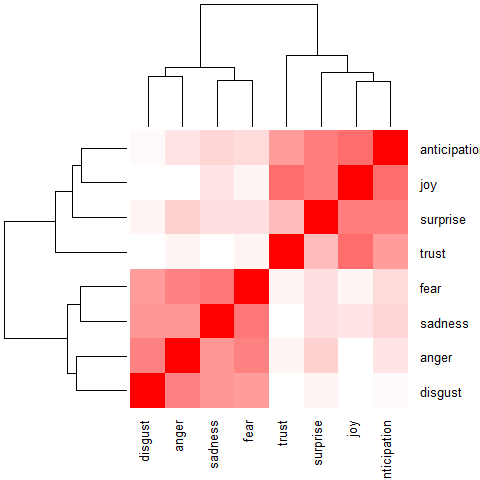 anticipatio
joy
surprise
trust
fear
sadness
anger
disgust
disgust
anger
sadness
fear
trust
surprise
joy
nticipation